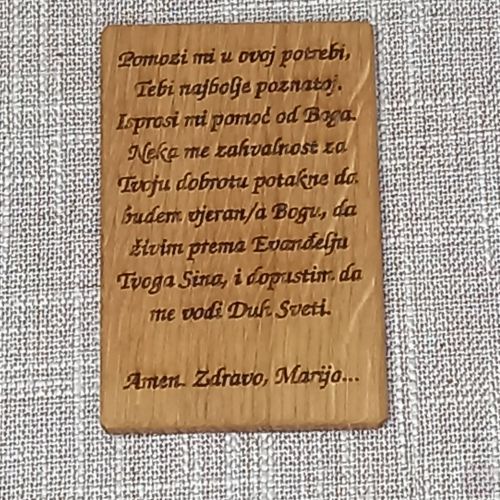 Pomozi mi u ovoj potrebi,
Tebi najbolje poznatoj.
Isprosi mi pomoć od Boga.
Neka me zahvalnost za
Tvoju dobrotu potakne da
budem vjeran/a Bogu, da
živim prema Evanđelju
Tvoga Sina, i dopustim da
me vodi Duh Sveti.
Amen. Zdravo, Marijo...